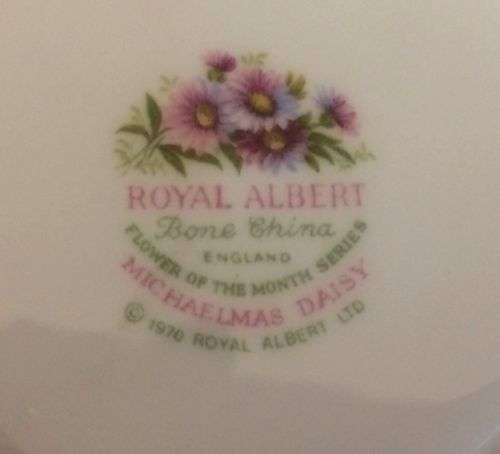 ROYAL ALBERT
Bone China
ENGLAND
FLOWER OF THE MONTH SERIES
MICHAELMAS DAISY
© 1970 ROYAL ALBERT LTD